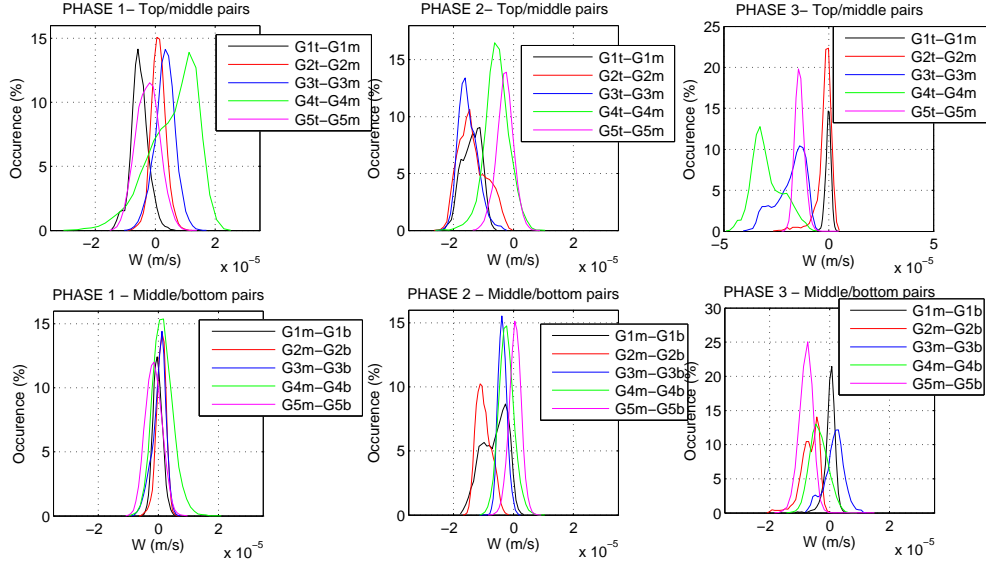 PHASE 1− Top/middle pairs
Occurence (%)
15
10
5
0
−2
0
2
W (m/s)
x 10⁻⁵
G1t−G1m
G2t−G2m
G3t−G3m
G4t−G4m
G5t−G5m
PHASE 2− Top/middle pairs
Occurence (%)
15
10
5
0
−2
0
2
W (m/s)
x 10⁻⁵
G1t−G1m
G2t−G2m
G3t−G3m
G4t−G4m
G5t−G5m
PHASE 3− Top/middle pairs
Occurence (%)
25
20
15
10
5
0
−5
0
5
W (m/s)
x 10⁻⁵
G1t−G1m
G2t−G2m
G3t−G3m
G4t−G4m
G5t−G5m
PHASE 1 − Middle/bottom pairs
Occurence (%)
15
10
5
0
−2
0
2
W (m/s)
x 10⁻⁵
G1m−G1b
G2m−G2b
G3m−G3b
G4m−G4b
G5m−G5b
PHASE 2 − Middle/bottom pairs
Occurence (%)
15
10
5
0
−2
0
2
W (m/s)
x 10⁻⁵
G1m−G1b
G2m−G2b
G3m−G3b
G4m−G4b
G5m−G5b
PHASE 3 − Middle/bottom pairs
Occurence (%)
30
25
20
15
10
5
0
−2
0
2
W (m/s)
x 10⁻⁵
G1m−G1b
G2m−G2b
G3m−G3b
G4m−G4b
G5m−G5b